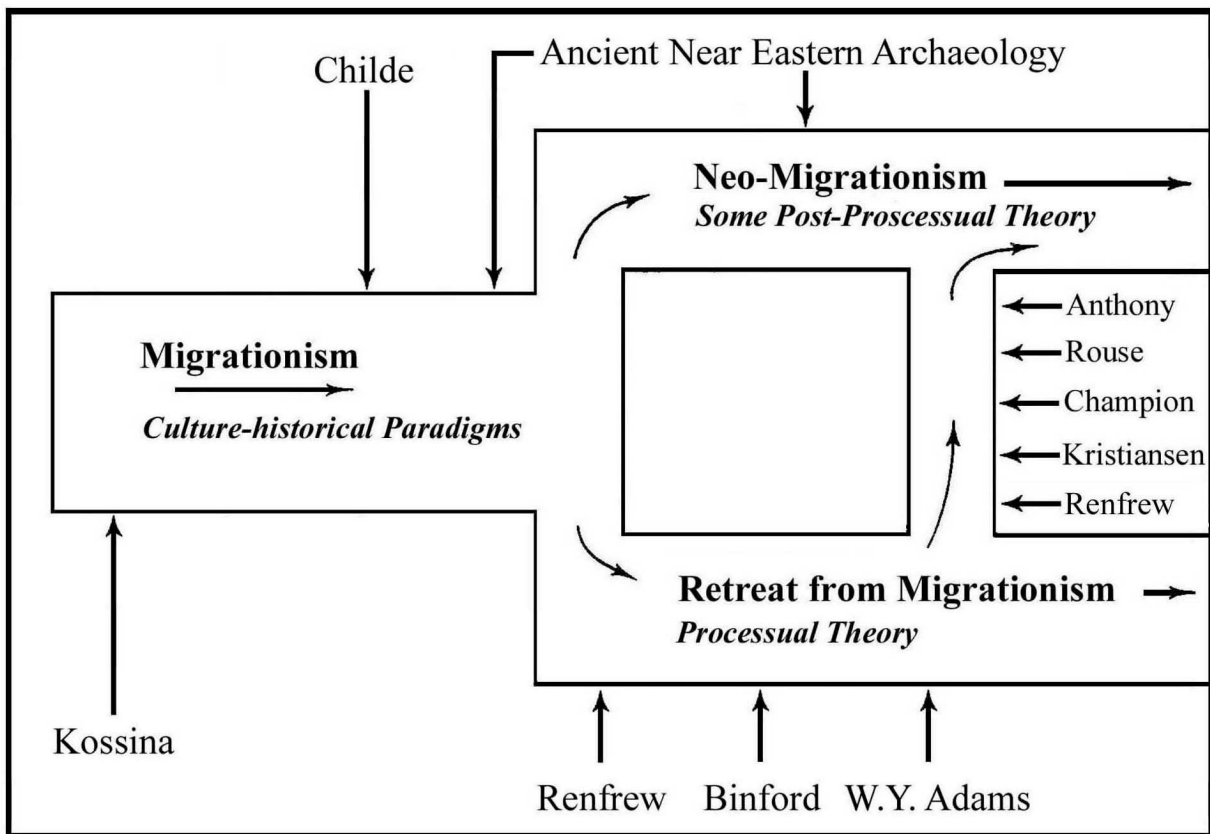 Ancient Near Eastern Archaeology
Childe
Neo-Migrationism
Some Post-Proscessual Theory
Migrationism
Culture-historical Paradigms
Anthony
Rouse
Champion
Kristiansen
Renfrew
Retreat from Migrationism
Processual Theory
Kossina
Renfrew
Binford
W.Y. Adams